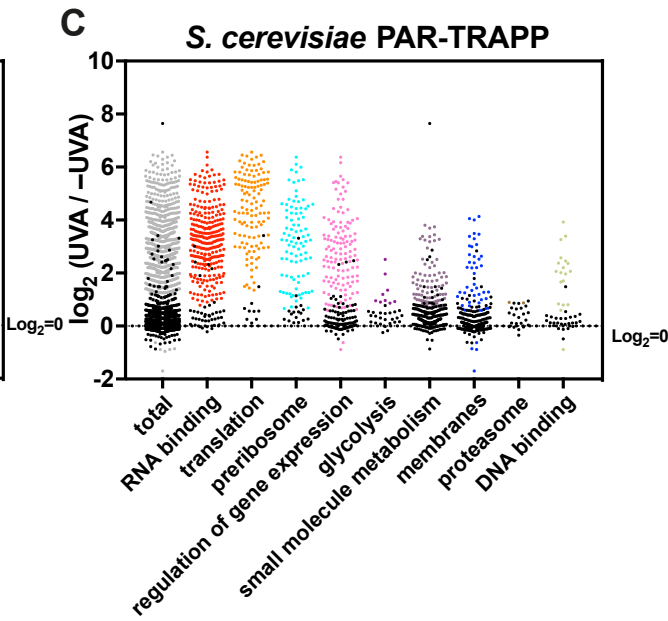 C
S. cerevisiae PAR-TRAPP
log₂ (UVA / –UVA)
10
8
6
4
2
0
-2
Log₂=0
Log₂=0
total
RNA binding
translation
preribosome
regulation of gene expression
glycolysis
small molecule metabolism
membranes
proteasome
DNA binding